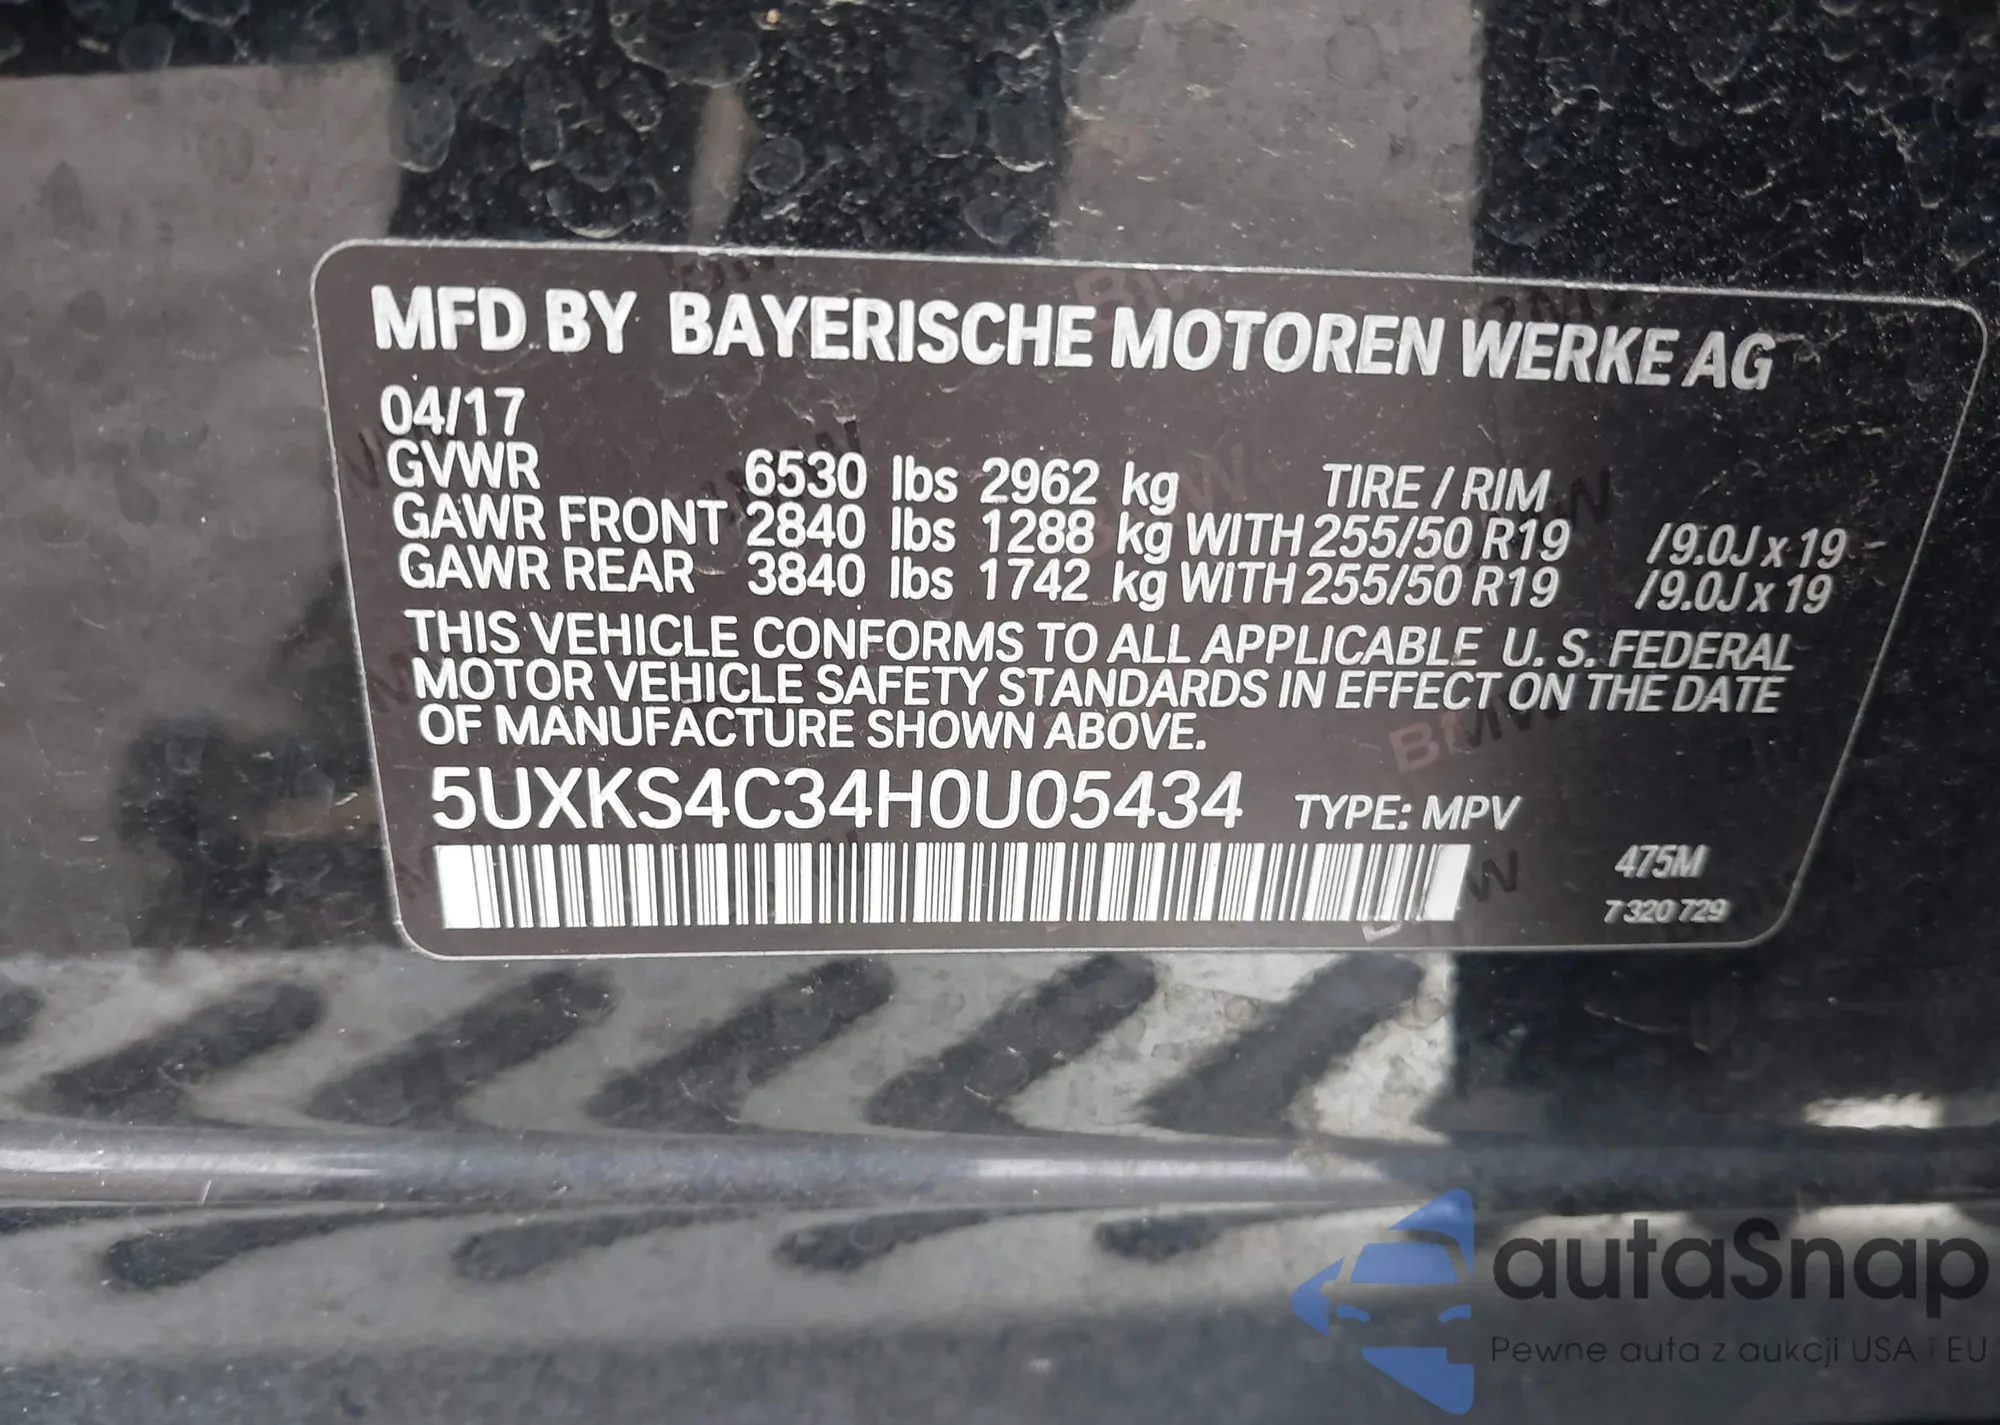 MFD BY BAYERISCHE MOTOREN WERKE AG
04/17
GVWR 6530 lbs 2962 kg TIRE / RIM
GAWR FRONT 2840 lbs 1288 kg WITH 255/50 R19 /9.0J x 19
GAWR REAR 3840 lbs 1742 kg WITH 255/50 R19 /9.0J x 19
THIS VEHICLE CONFORMS TO ALL APPLICABLE U. S. FEDERAL
MOTOR VEHICLE SAFETY STANDARDS IN EFFECT ON THE DATE
OF MANUFACTURE SHOWN ABOVE.
5UXKS4C34H0U05434 TYPE: MPV
475M
7 320 729
autaSnap
Pewne auta z aukcji USA i EU